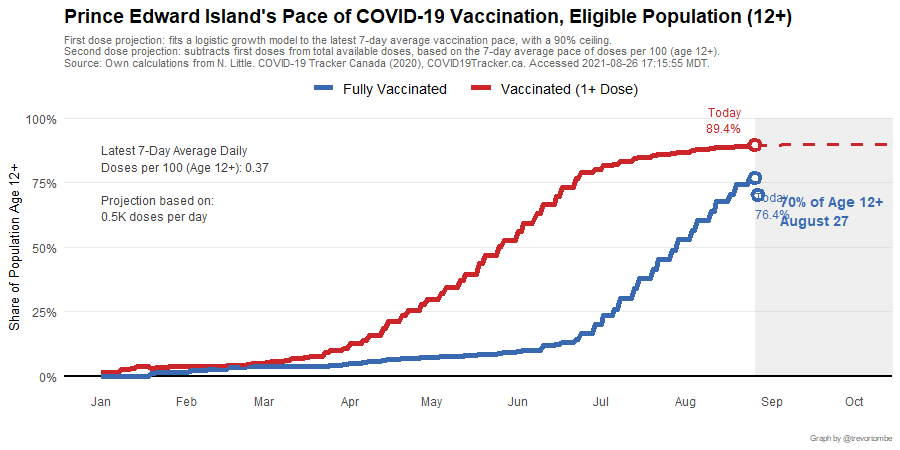 Prince Edward Island's Pace of COVID-19 Vaccination, Eligible Population (12+)
First dose projection: fits a logistic growth model to the latest 7-day average vaccination pace, with a 90% ceiling.
Second dose projection: subtracts first doses from total available doses, based on the 7-day average pace of doses per 100 (age 12+).
Source: Own calculations from N. Little. COVID-19 Tracker Canada (2020), COVID19Tracker.ca. Accessed 2021-08-26 17:15:55 MDT.
Fully Vaccinated Vaccinated (1+ Dose)
Share of Population Age 12+
100%
75%
50%
25%
0%
Latest 7-Day Average Daily
Doses per 100 (Age 12+): 0.37
Projection based on:
0.5K doses per day
Today
89.4%
Today
76.4%
70% of Age 12+
August 27
Jan Feb Mar Apr May Jun Jul Aug Sep Oct
Graph by @trevortombe